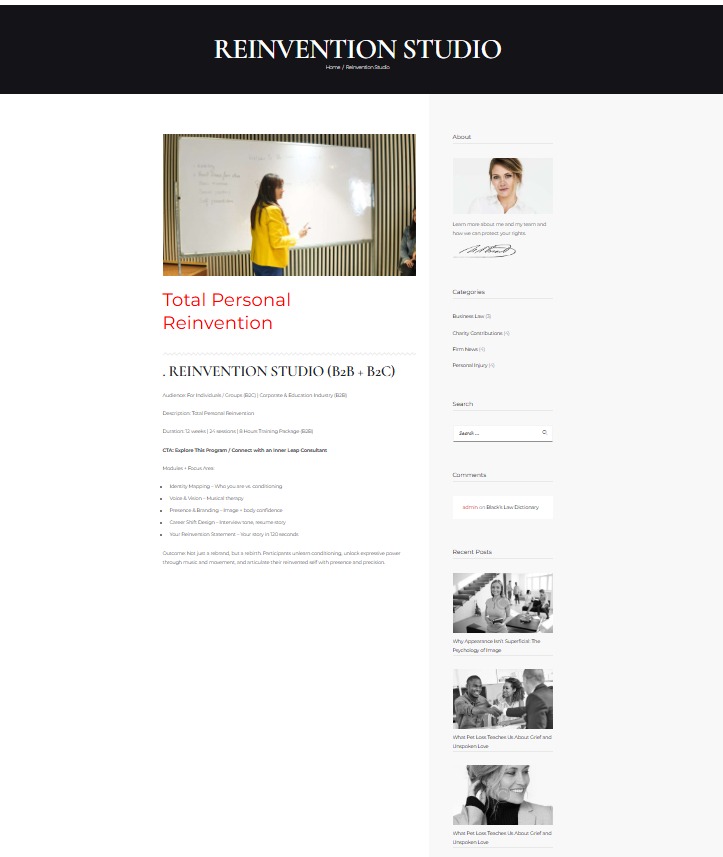 REINVENTION STUDIO
Home / Reinvention Studio
Total Personal
Reinvention
. REINVENTION STUDIO (B2B + B2C)
Audience: For Individuals / Groups (B2C) | Corporate & Education Industry (B2B)
Description: Total Personal Reinvention
Duration: 12 weeks | 24 sessions | 8 Hours Training Package (B2B)
CTA: Explore This Program / Connect with an Inner Leap Consultant
Modules + Focus Area:
Identity Mapping – Who you are vs. conditioning
Voice & Vision – Musical therapy
Presence & Branding – Image + body confidence
Career Shift Design – Interview tone, resume story
Your Reinvention Statement – Your story in 120 seconds
Outcome: Not just a rebrand, but a rebirth. Participants unlearn conditioning, unlock expressive power
through music and movement, and articulate their reinvented self with presence and precision.
About
Learn more about me and my team and
how we can protect your rights.
Categories
Business Law (3)
Charity Contributions (4)
Firm News (4)
Personal Injury (4)
Search
Search ...
Comments
admin on Black's Law Dictionary
Recent Posts
Why Appearance Isn't Superficial: The
Psychology of Image
What Pet Loss Teaches Us About Grief and
Unspoken Love
What Pet Loss Teaches Us About Grief and
Unspoken Love